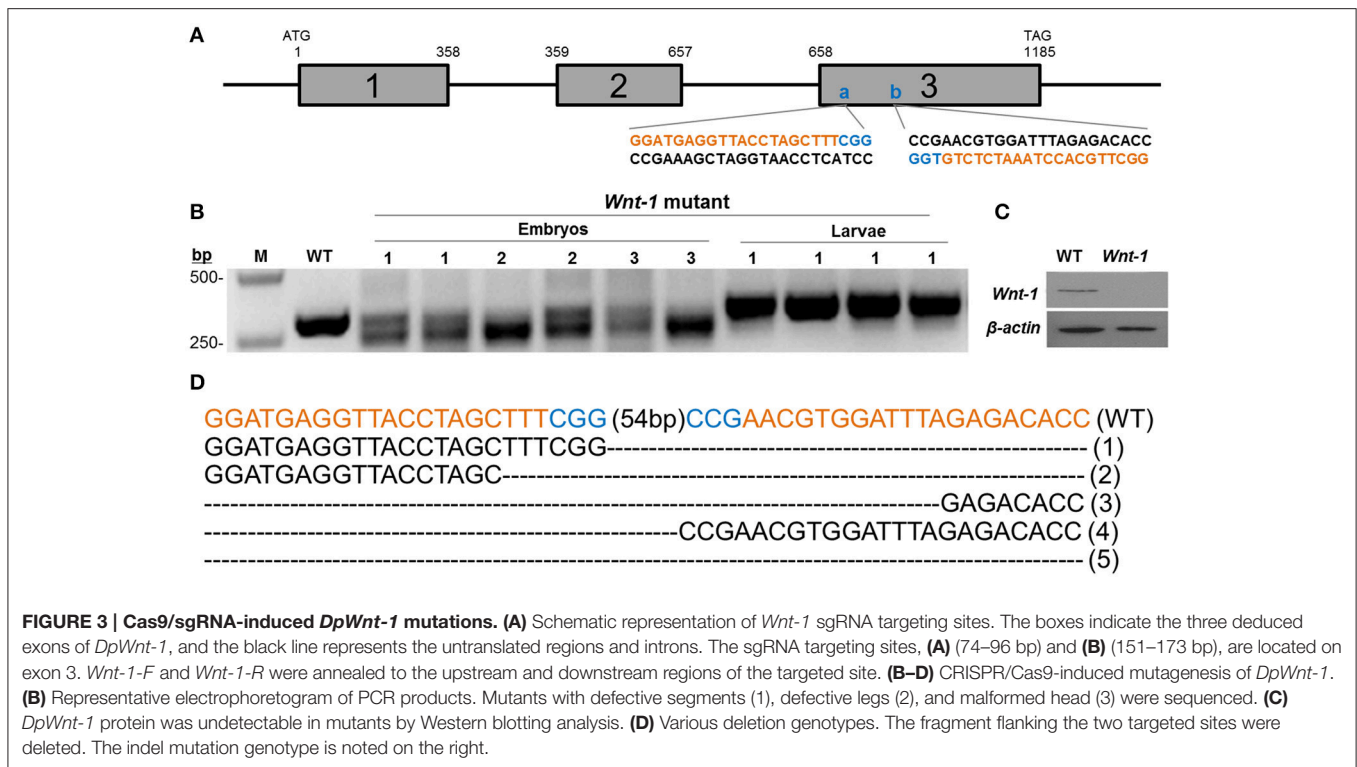 A
ATG
1
358
359
657
658
TAG
1185
1
2
3
a
b
GGATGAGGTTACCTAGCTTTCGG
CCGAAAGCTAGGTAACCTCATCC
CCGAACGTGGATTTAGAGACACC
GGTGTCTCTAAATCCACGTTCGG
B
Wnt-1 mutant
Embryos
Larvae
bp
M
WT
1
1
2
2
3
3
1
1
1
1
500-
250-
C
WT
Wnt-1
Wnt-1
β-actin
D
GGATGAGGTTACCTAGCTTTCGG (54bp)CCGAACGTGGATTTAGAGACACC (WT)
GGATGAGGTTACCTAGCTTTCGG------------------------------------------------ (1)
GGATGAGGTTACCTAGC---------------------------------------------------------- (2)
--------------------------------------------------------------------------GAGACACC (3)
-----------------------------------------------CCGAACGTGGATTTAGAGACACC (4)
---------------------------------------------------------------------------------------- (5)
FIGURE 3 | Cas9/sgRNA-induced DpWnt-1 mutations. (A) Schematic representation of Wnt-1 sgRNA targeting sites. The boxes indicate the three deduced
exons of DpWnt-1, and the black line represents the untranslated regions and introns. The sgRNA targeting sites, (A) (74–96 bp) and (B) (151–173 bp), are located on
exon 3. Wnt-1-F and Wnt-1-R were annealed to the upstream and downstream regions of the targeted site. (B–D) CRISPR/Cas9-induced mutagenesis of DpWnt-1.
(B) Representative electrophoretogram of PCR products. Mutants with defective segments (1), defective legs (2), and malformed head (3) were sequenced. (C)
DpWnt-1 protein was undetectable in mutants by Western blotting analysis. (D) Various deletion genotypes. The fragment flanking the two targeted sites were
deleted. The indel mutation genotype is noted on the right.